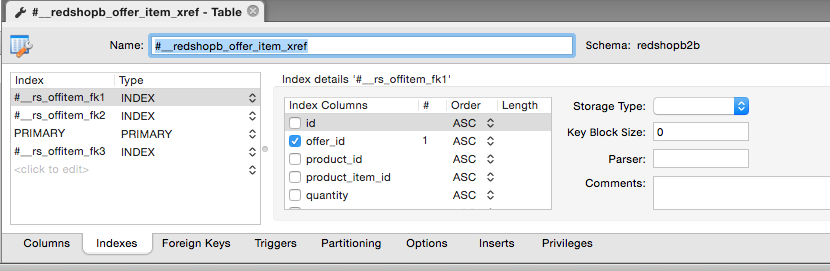 #__redshopb_offer_item_xref - Table
Name: #__redshopb_offer_item_xref Schema: redshopb2b
Index Type
#__rs_offitem_fk1 INDEX
#__rs_offitem_fk2 INDEX
PRIMARY PRIMARY
#__rs_offitem_fk3 INDEX
<click to edit>
Index details '#__rs_offitem_fk1'
Index Columns # Order Length
id ASC
offer_id 1 ASC
product_id ASC
product_item_id ASC
quantity ASC
Storage Type:
Key Block Size: 0
Parser:
Comments:
Columns Indexes Foreign Keys Triggers Partitioning Options Inserts Privileges